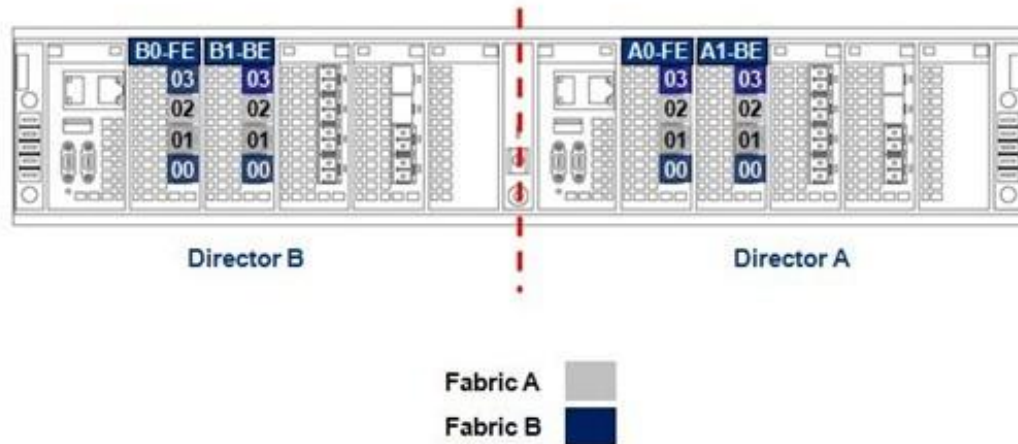 B0-FE B1-BE A0-FE A1-BE
03 03 03 03
02 02 02 02
01 01 01 01
00 00 00 00
Director B Director A
Fabric A
Fabric B